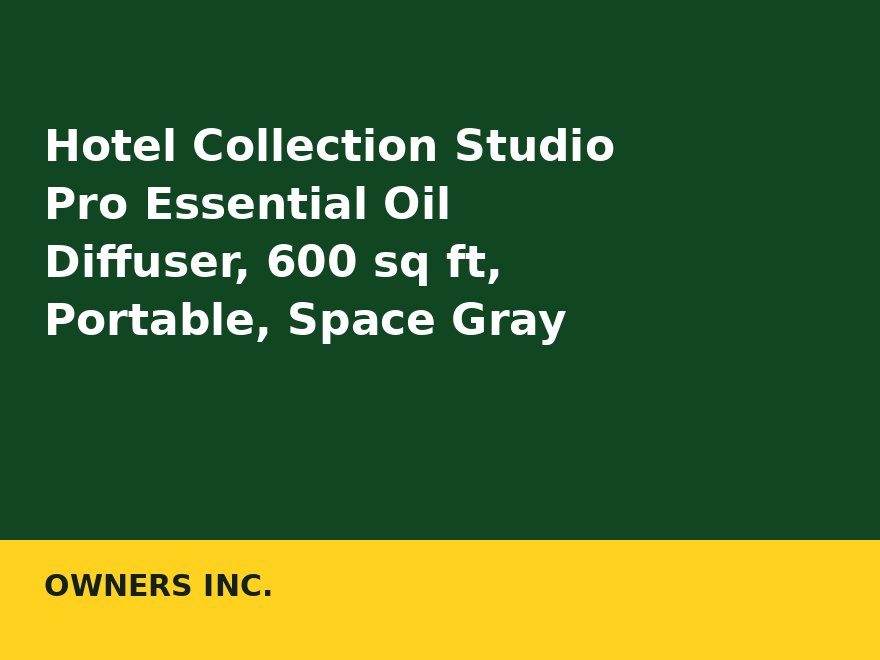 Hotel Collection Studio
Pro Essential Oil
Diffuser, 600 sq ft,
Portable, Space Gray
OWNERS INC.